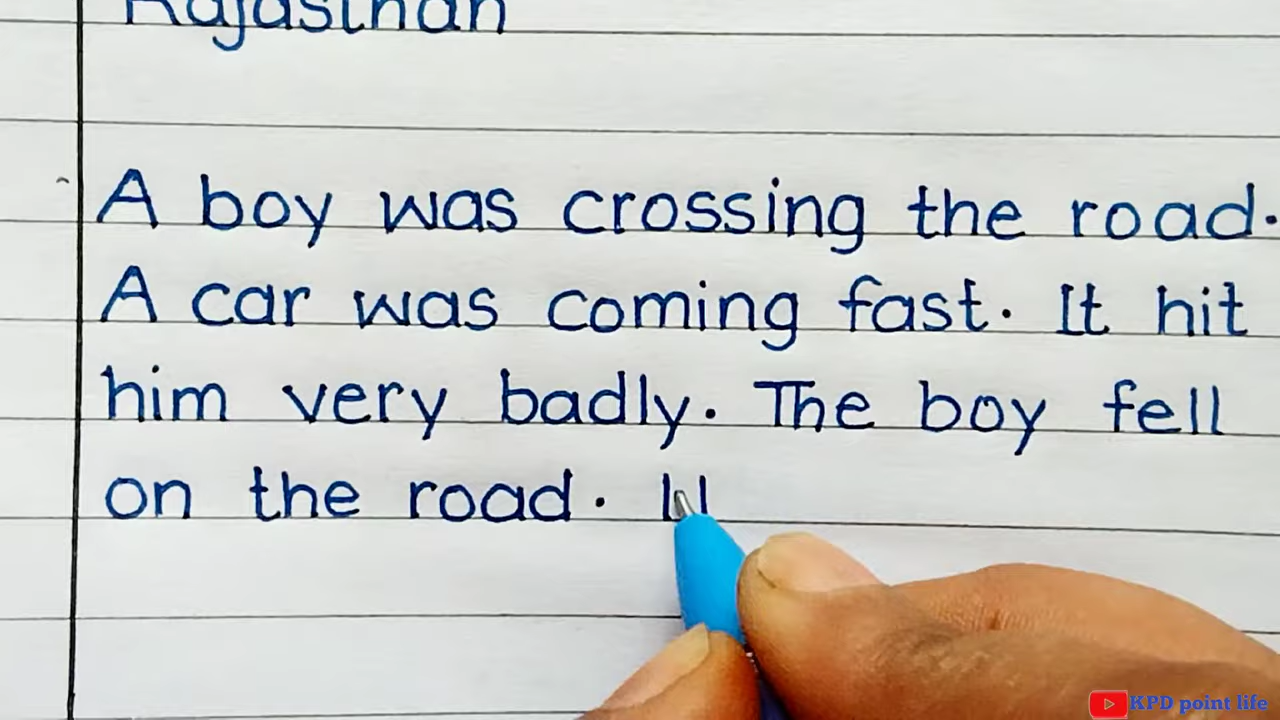 Rajasthan
A boy was crossing the road.
A car was coming fast. It hit
him very badly. The boy fell
on the road.
KPD point life